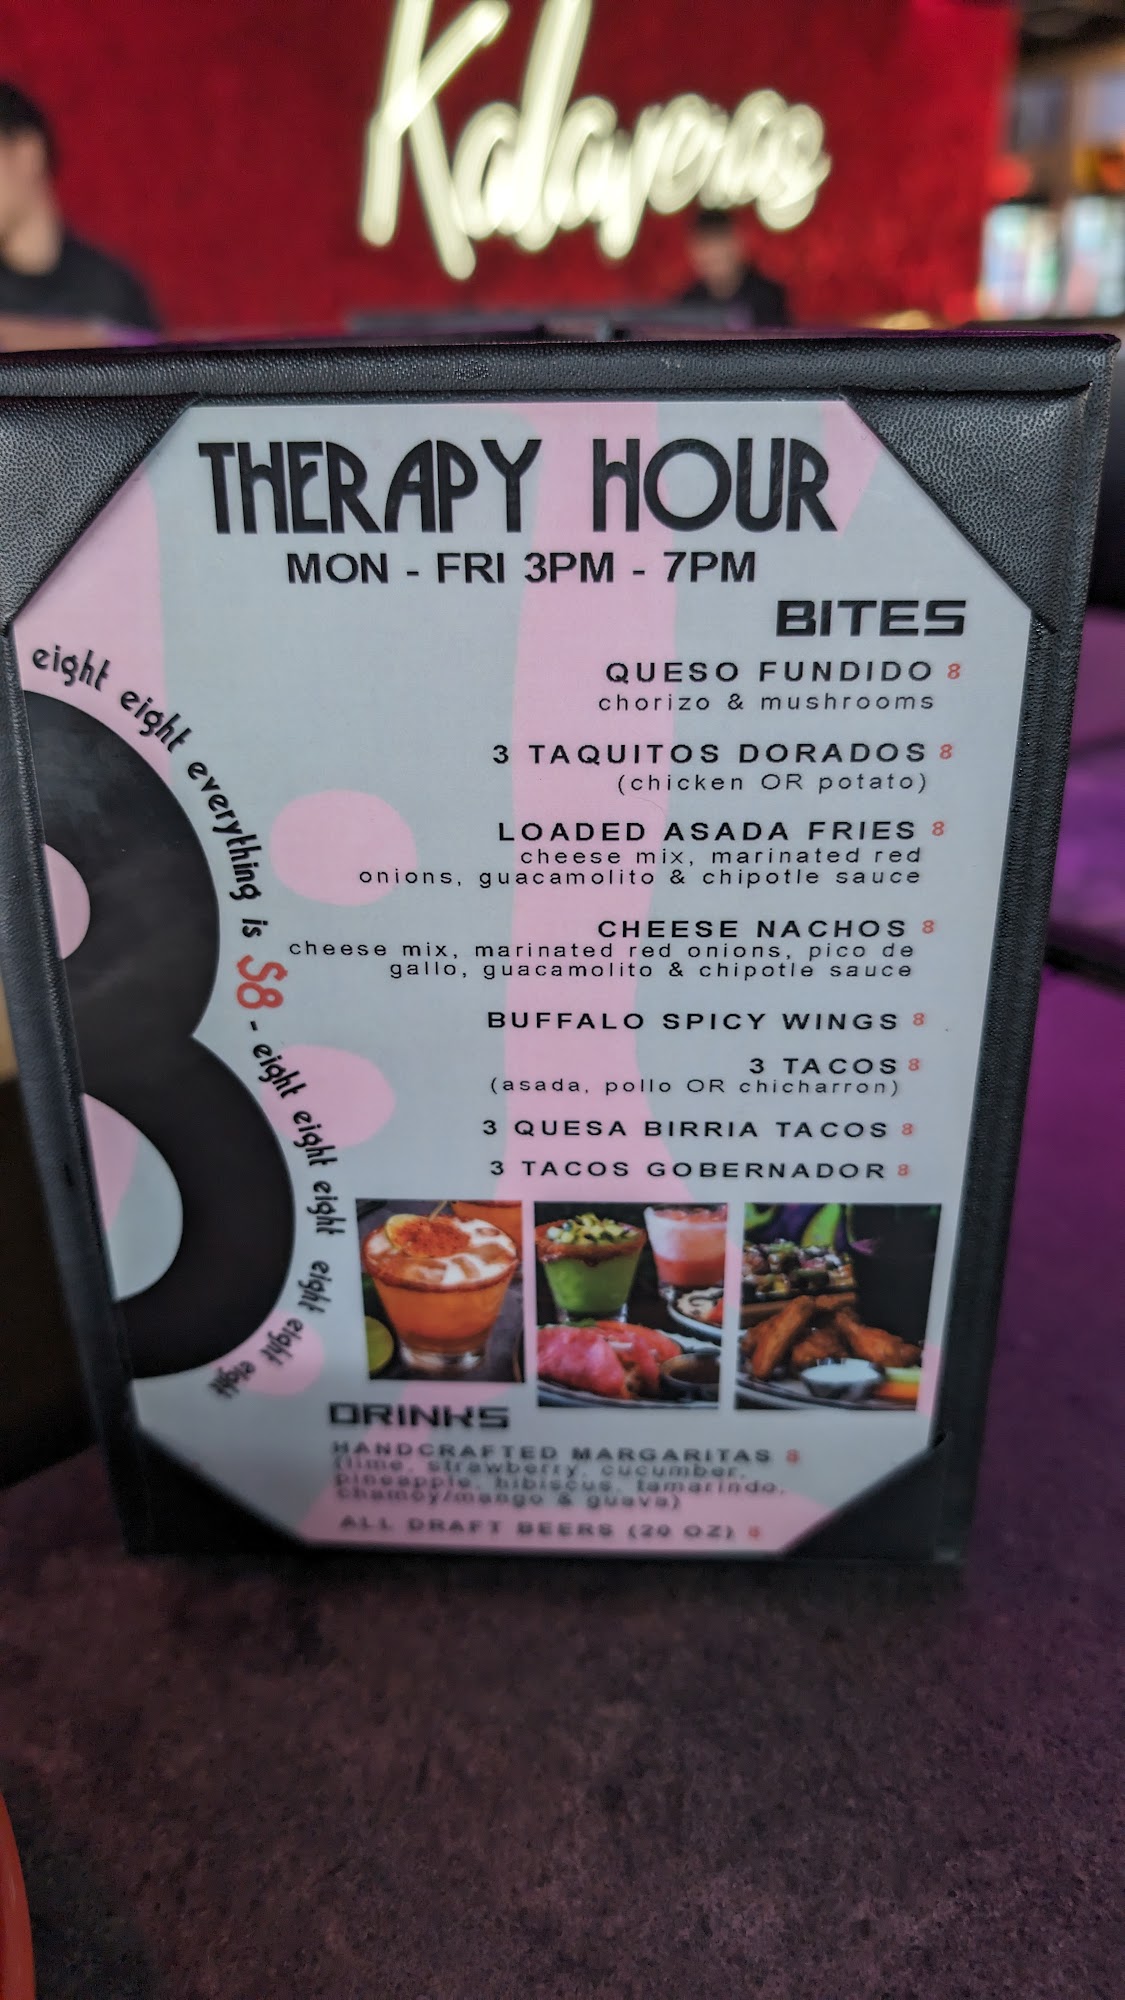 Kalaveras
THERAPY HOUR
MON - FRI 3PM - 7PM
BITES
QUESO FUNDIDO 8
chorizo & mushrooms
3 TAQUITOS DORADOS 8
(chicken OR potato)
LOADED ASADA FRIES 8
cheese mix, marinated red
onions, guacamolito & chipotle sauce
CHEESE NACHOS 8
cheese mix, marinated red onions, pico de
gallo, guacamolito & chipotle sauce
BUFFALO SPICY WINGS 8
3 TACOS 8
(asada, pollo OR chicharron)
3 QUESA BIRRIA TACOS 8
3 TACOS GOBERNADOR 8
eight eight everything is $8 - eight eight eight eight eight eight
8
DRINKS
HANDCRAFTED MARGARITAS 8
(lime, strawberry, cucumber,
pineapple, hibiscus, tamarindo,
chamoy/mango & guava)
ALL DRAFT BEERS (20 OZ) 8